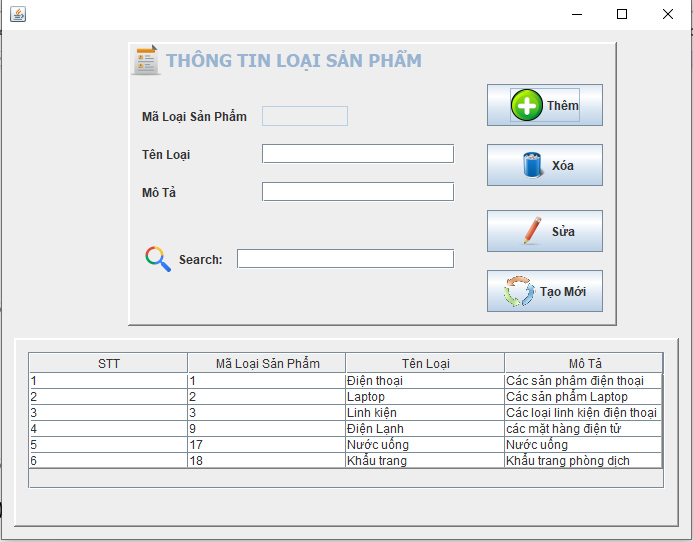 THÔNG TIN LOẠI SẢN PHẨM
Mã Loại Sản Phẩm
Thêm
Tên Loại
Xóa
Mô Tả
Sửa
Search:
Tạo Mới
STT Mã Loại Sản Phẩm Tên Loại Mô Tả
1 1 Điện thoại Các sản phâm điện thoại
2 2 Laptop Các sản phẩm Laptop
3 3 Linh kiện Các loại linh kiện điện thoại
4 9 Điện Lạnh các mặt hàng điện tử
5 17 Nước uống Nước uống
6 18 Khẩu trang Khẩu trang phòng dịch